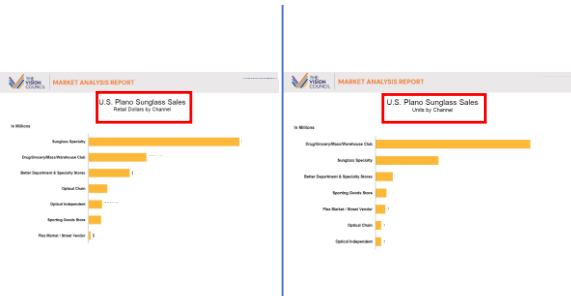 THE
VISION
COUNCIL
MARKET ANALYSIS REPORT
U.S. Plano Sunglass Sales
Retail Dollars by Channel
In Millions
Sunglass Specialty
Drug/Grocery/Mass/Warehouse Club
Better Department & Specialty Stores
Optical Chain
Optical Independent
Sporting Goods Store
Flea Market / Street Vendor
THE
VISION
COUNCIL
MARKET ANALYSIS REPORT
U.S. Plano Sunglass Sales
Units by Channel
In Millions
Drug/Grocery/Mass/Warehouse Club
Sunglass Specialty
Better Department & Specialty Stores
Sporting Goods Store
Flea Market / Street Vendor
Optical Chain
Optical Independent